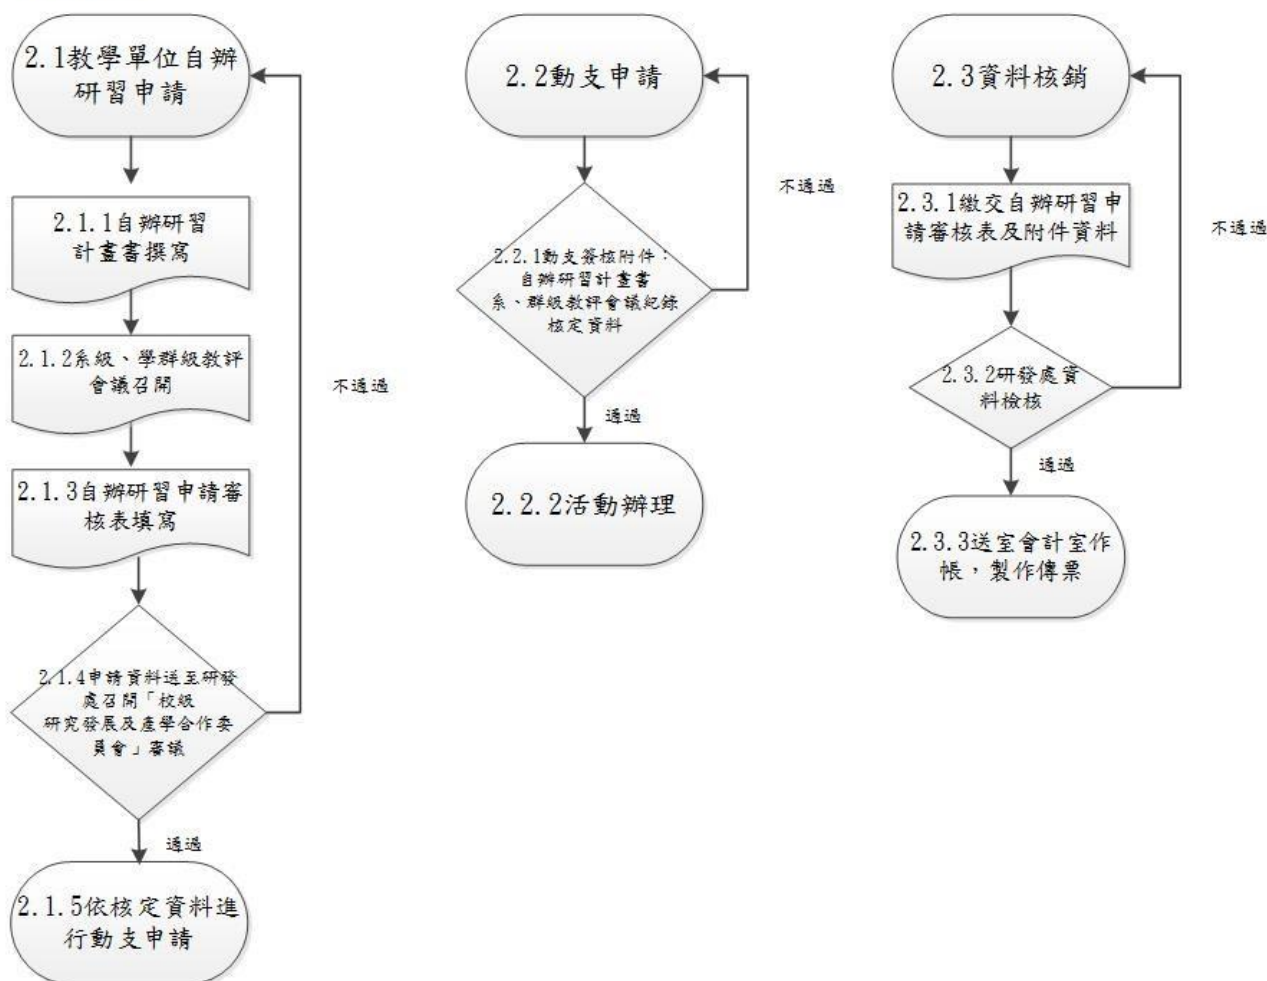 2.1教學單位自辦
研習申請
2.1.1自辦研習
計畫書撰寫
2.1.2系級、學群級教評
會議召開
2.1.3自辦研習申請審
核表填寫
2.1.4申請資料送至研發
處召開「校級
研究發展及產學合作委
員會」審議
不通過
通過
2.1.5依核定資料進
行動支申請
2.2動支申請
不通過
2.2.1動支簽核附件：
自辦研習計畫書
系、群級教評會議紀錄
核定資料
通過
2.2.2活動辦理
2.3資料核銷
2.3.1繳交自辦研習申
請審核表及附件資料
不通過
2.3.2研發處資
料檢核
通過
2.3.3送室會計室作
帳，製作傳票